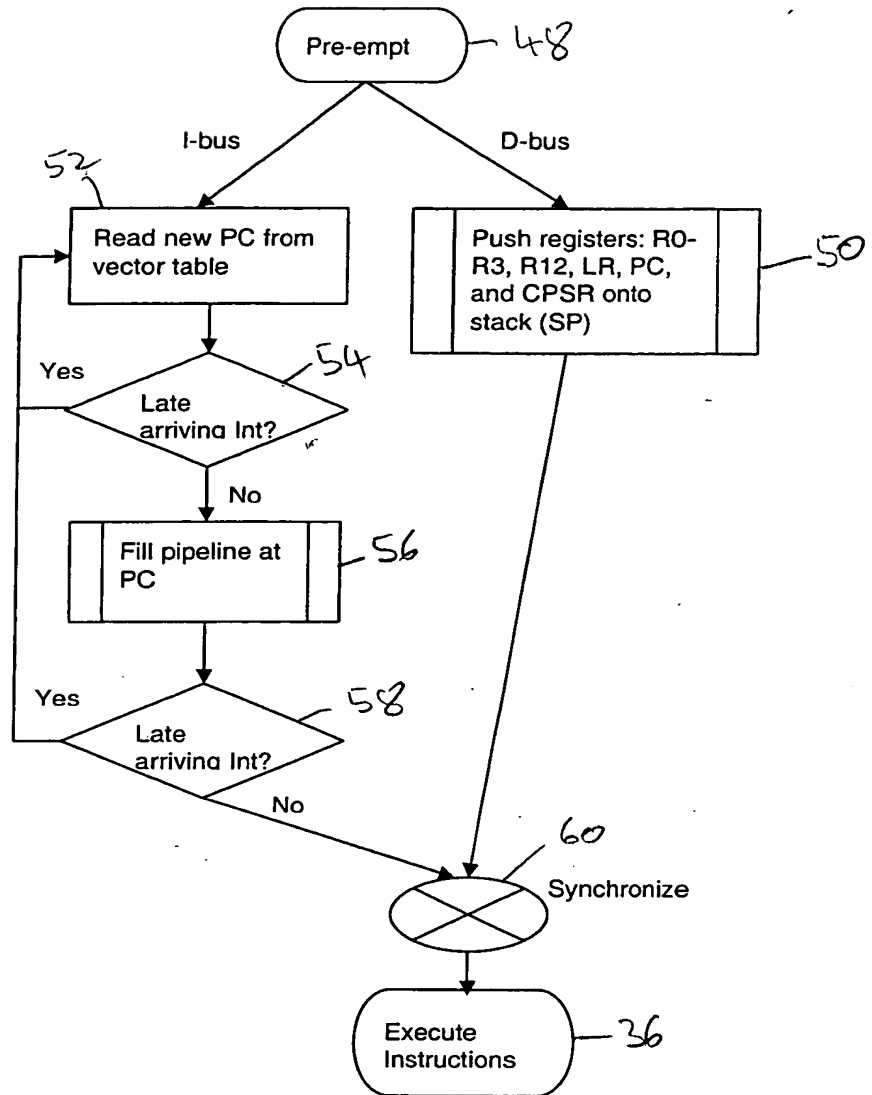 Pre-empt
48
I-bus
D-bus
52
Read new PC from
vector table
Push registers: R0-
R3, R12, LR, PC,
and CPSR onto
stack (SP)
50
Yes
54
Late
arriving Int?
No
Fill pipeline at
PC
56
Yes
58
Late
arriving Int?
No
60
Synchronize
Execute
Instructions
36